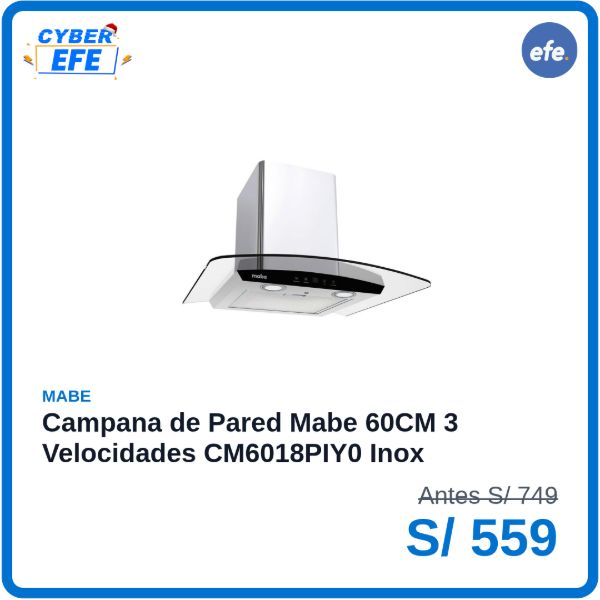 CYBER
EFE
efe.
mabe
MABE
Campana de Pared Mabe 60CM 3
Velocidades CM6018PIY0 Inox
Antes S/ 749
S/ 559